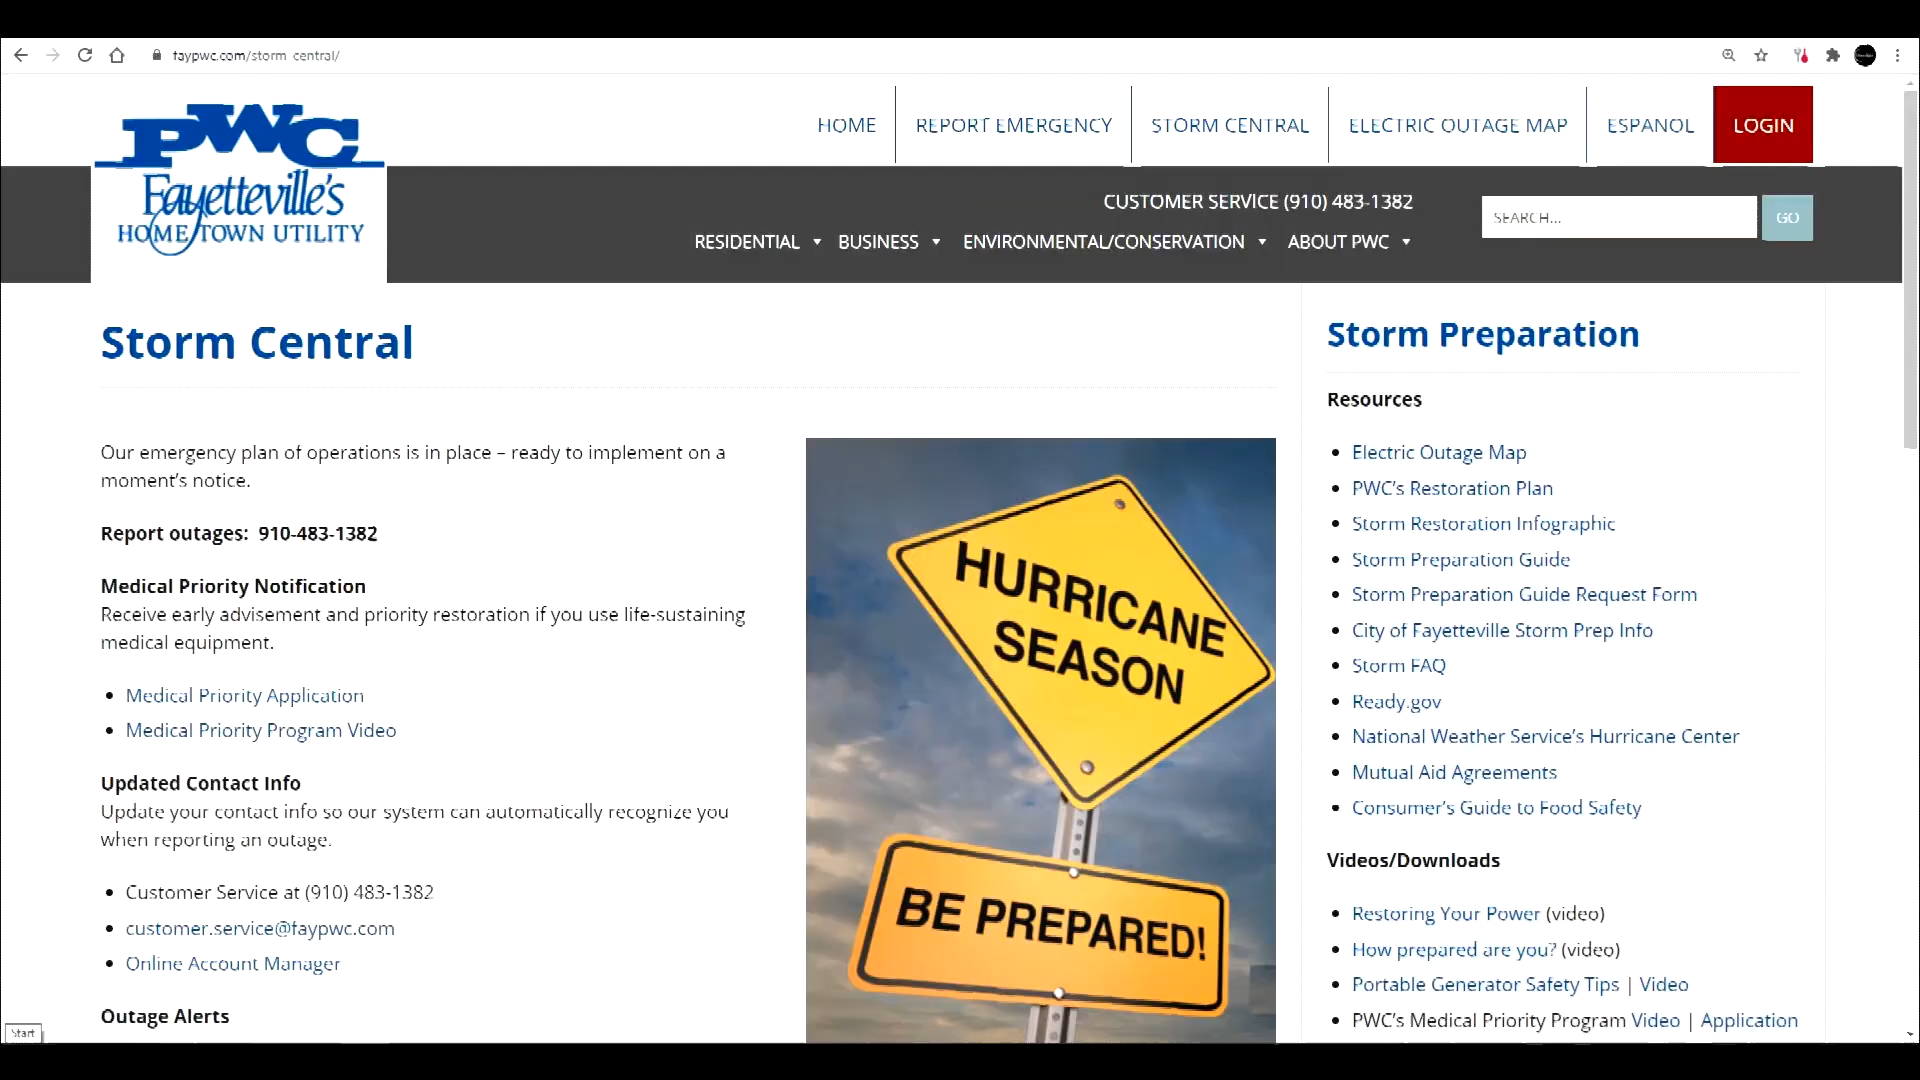 faypwc.com/storm central/
PWC
Fayetteville's
HOMETOWN UTILITY
HOME
REPORT EMERGENCY
STORM CENTRAL
ELECTRIC OUTAGE MAP
ESPANOL
LOGIN
CUSTOMER SERVICE (910) 483-1382
SEARCH...
GO
RESIDENTIAL
BUSINESS
ENVIRONMENTAL/CONSERVATION
ABOUT PWC
Storm Central
Our emergency plan of operations is in place – ready to implement on a
moment's notice.
Report outages: 910-483-1382
Medical Priority Notification
Receive early advisement and priority restoration if you use life-sustaining
medical equipment.
Medical Priority Application
Medical Priority Program Video
Updated Contact Info
Update your contact info so our system can automatically recognize you
when reporting an outage.
Customer Service at (910) 483-1382
customer.service@faypwc.com
Online Account Manager
Outage Alerts
HURRICANE
SEASON
BE PREPARED!
Storm Preparation
Resources
Electric Outage Map
PWC's Restoration Plan
Storm Restoration Infographic
Storm Preparation Guide
Storm Preparation Guide Request Form
City of Fayetteville Storm Prep Info
Storm FAQ
Ready.gov
National Weather Service's Hurricane Center
Mutual Aid Agreements
Consumer's Guide to Food Safety
Videos/Downloads
Restoring Your Power (video)
How prepared are you? (video)
Portable Generator Safety Tips | Video
PWC's Medical Priority Program Video | Application
Start